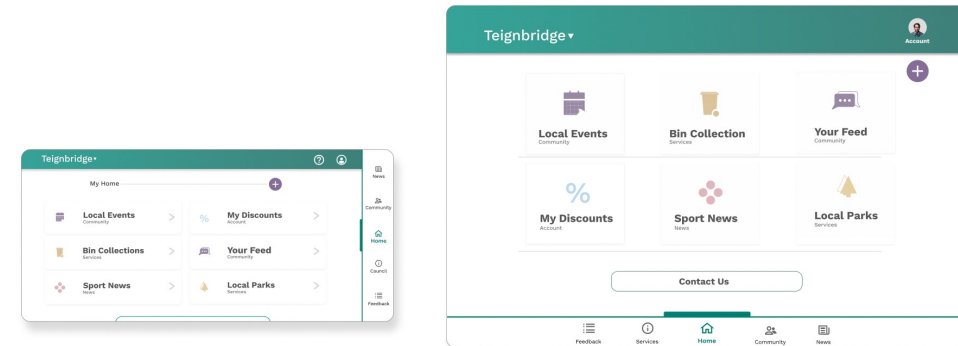 Teignbridge
My Home
Local Events
Community
My Discounts
Account
Bin Collections
Services
Your Feed
Community
Sport News
News
Local Parks
Services
News
Community
Home
Council
Feedback
Teignbridge
Account
Local Events
Community
Bin Collection
Services
Your Feed
Community
My Discounts
Account
Sport News
News
Local Parks
Services
Contact Us
Feedback
Services
Home
Community
News